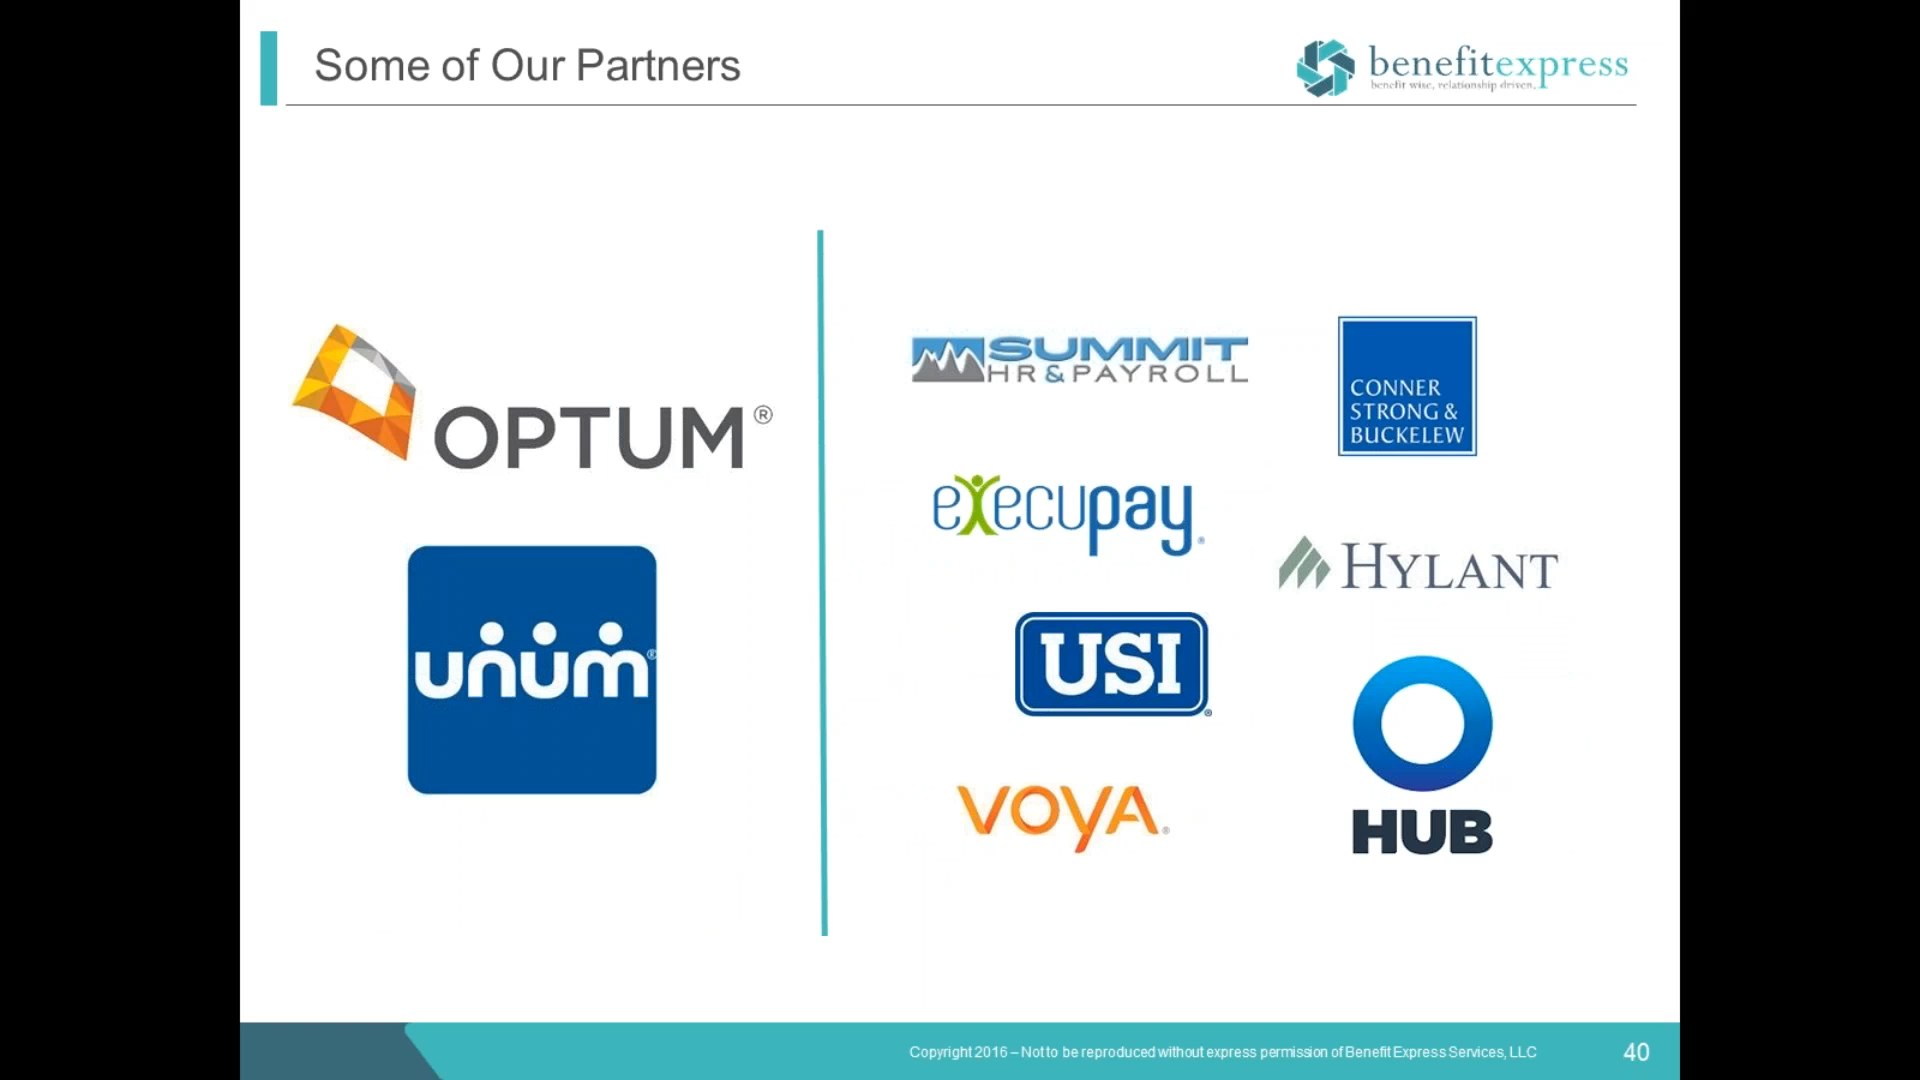 Some of Our Partners
benefitexpress
benefit wise, relationship driven.
OPTUM®
unum®
SUMMIT
HR & PAYROLL
execupay®
USI®
VOYA®
CONNER
STRONG &
BUCKELEW
HYLANT
HUB
Copyright 2016 – Not to be reproduced without express permission of Benefit Express Services, LLC
40